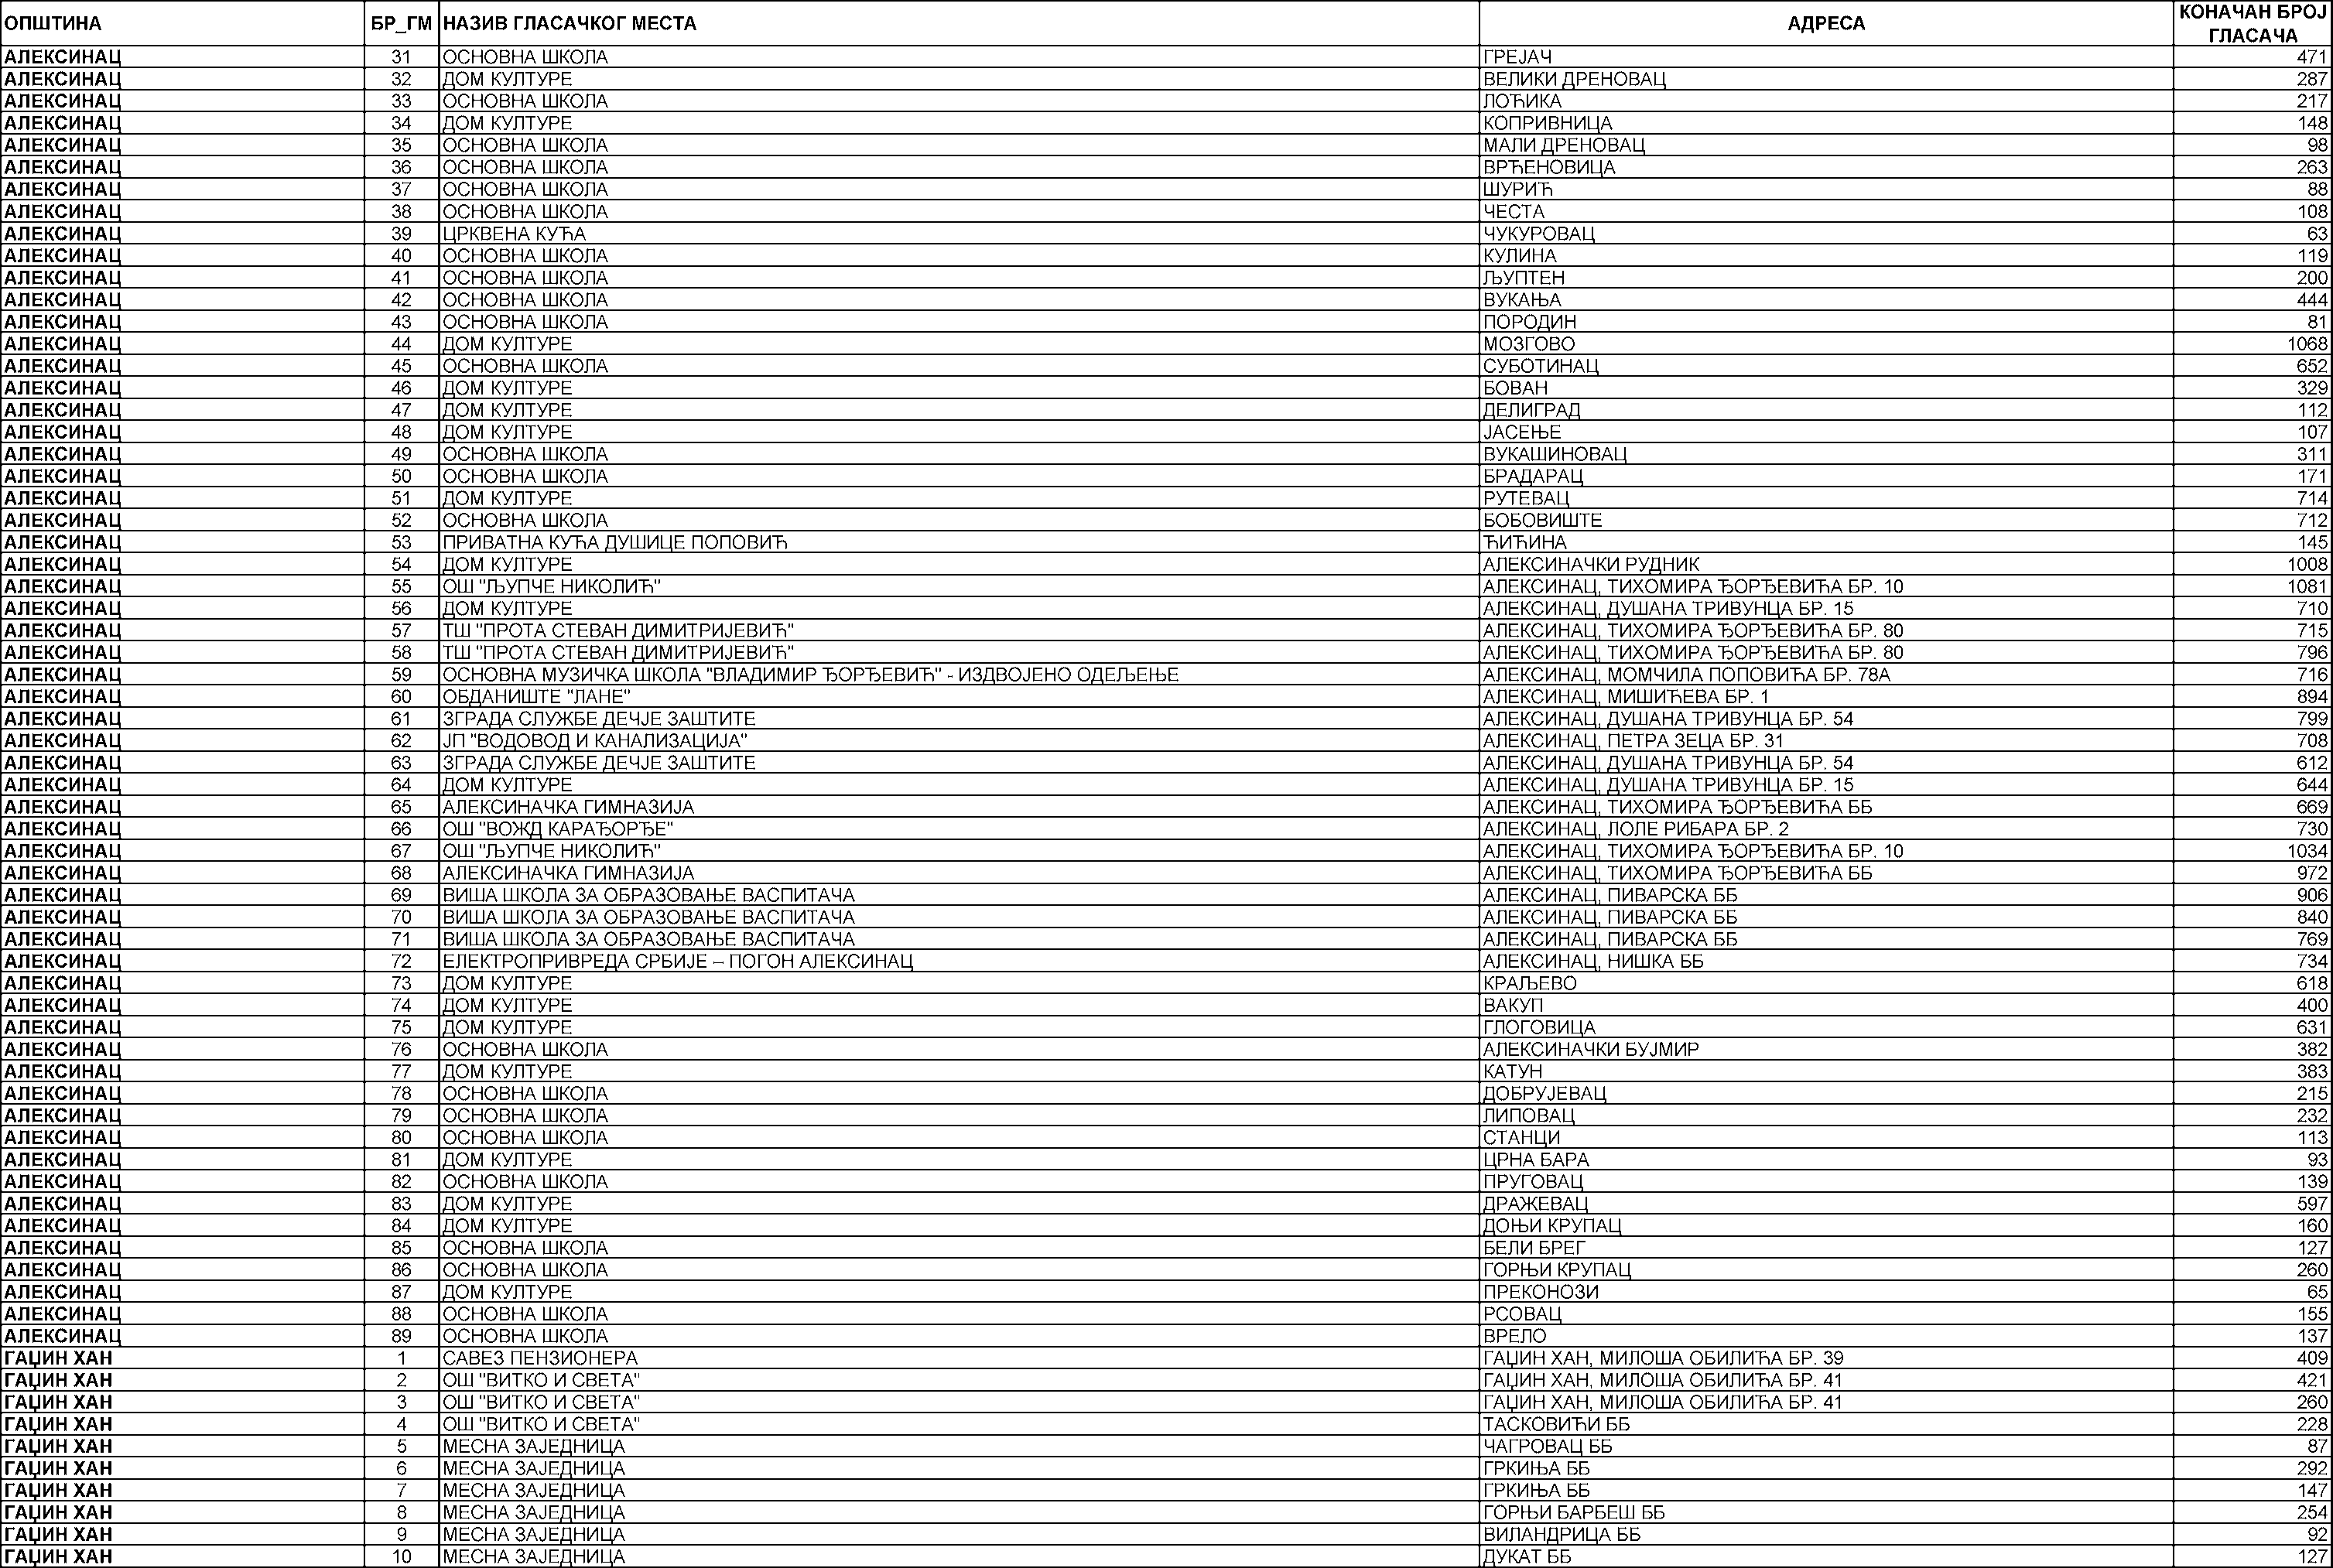 ОПШТИНА БР_ГМ НАЗИВ ГЛАСАЧКОГ МЕСТА АДРЕСА КОНАЧАН БРОЈ ГЛАСАЧА
АЛЕКСИНАЦ 31 ОСНОВНА ШКОЛА ГРЕЈАЧ 471
АЛЕКСИНАЦ 32 ДОМ КУЛТУРЕ ВЕЛИКИ ДРЕНОВАЦ 287
АЛЕКСИНАЦ 33 ОСНОВНА ШКОЛА ЛОЋИКА 217
АЛЕКСИНАЦ 34 ДОМ КУЛТУРЕ КОПРИВНИЦА 148
АЛЕКСИНАЦ 35 ОСНОВНА ШКОЛА МАЛИ ДРЕНОВАЦ 98
АЛЕКСИНАЦ 36 ОСНОВНА ШКОЛА ВРЋЕНОВИЦА 263
АЛЕКСИНАЦ 37 ОСНОВНА ШКОЛА ШУРИЋ 88
АЛЕКСИНАЦ 38 ОСНОВНА ШКОЛА ЧЕСТА 108
АЛЕКСИНАЦ 39 ЦРКВЕНА КУЋА ЧУКУРОВАЦ 63
АЛЕКСИНАЦ 40 ОСНОВНА ШКОЛА КУЛИНА 119
АЛЕКСИНАЦ 41 ОСНОВНА ШКОЛА ЉУПТЕН 200
АЛЕКСИНАЦ 42 ОСНОВНА ШКОЛА ВУКАЊА 444
АЛЕКСИНАЦ 43 ОСНОВНА ШКОЛА ПОРОДИН 81
АЛЕКСИНАЦ 44 ДОМ КУЛТУРЕ МОЗГОВО 1068
АЛЕКСИНАЦ 45 ОСНОВНА ШКОЛА СУБОТИНАЦ 652
АЛЕКСИНАЦ 46 ДОМ КУЛТУРЕ БОВАН 329
АЛЕКСИНАЦ 47 ДОМ КУЛТУРЕ ДЕЛИГРАД 112
АЛЕКСИНАЦ 48 ДОМ КУЛТУРЕ ЈАСЕЊЕ 107
АЛЕКСИНАЦ 49 ОСНОВНА ШКОЛА ВУКАШИНОВАЦ 311
АЛЕКСИНАЦ 50 ОСНОВНА ШКОЛА БРАДАРАЦ 171
АЛЕКСИНАЦ 51 ДОМ КУЛТУРЕ РУТЕВАЦ 714
АЛЕКСИНАЦ 52 ОСНОВНА ШКОЛА БОБОВИШТЕ 712
АЛЕКСИНАЦ 53 ПРИВАТНА КУЋА ДУШИЦЕ ПОПОВИЋ ЋИЋИНА 145
АЛЕКСИНАЦ 54 ДОМ КУЛТУРЕ АЛЕКСИНАЧКИ РУДНИК 1008
АЛЕКСИНАЦ 55 ОШ "ЉУПЧЕ НИКОЛИЋ" АЛЕКСИНАЦ, ТИХОМИРА ЂОРЂЕВИЋА БР. 10 1081
АЛЕКСИНАЦ 56 ДОМ КУЛТУРЕ АЛЕКСИНАЦ, ДУШАНА ТРИВУНЦА БР. 15 710
АЛЕКСИНАЦ 57 ТШ "ПРОТА СТЕВАН ДИМИТРИЈЕВИЋ" АЛЕКСИНАЦ, ТИХОМИРА ЂОРЂЕВИЋА БР. 80 715
АЛЕКСИНАЦ 58 ТШ "ПРОТА СТЕВАН ДИМИТРИЈЕВИЋ" АЛЕКСИНАЦ, ТИХОМИРА ЂОРЂЕВИЋА БР. 80 796
АЛЕКСИНАЦ 59 ОСНОВНА МУЗИЧКА ШКОЛА "ВЛАДИМИР ЂОРЂЕВИЋ" - ИЗДВОЈЕНО ОДЕЉЕЊЕ АЛЕКСИНАЦ, МОМЧИЛА ПОПОВИЋА БР. 78А 716
АЛЕКСИНАЦ 60 ОБДАНИШТЕ "ЛАНЕ" АЛЕКСИНАЦ, МИШИЋЕВА БР. 1 894
АЛЕКСИНАЦ 61 ЗГРАДА СЛУЖБЕ ДЕЧЈЕ ЗАШТИТЕ АЛЕКСИНАЦ, ДУШАНА ТРИВУНЦА БР. 54 799
АЛЕКСИНАЦ 62 ЈП "ВОДОВОД И КАНАЛИЗАЦИЈА" АЛЕКСИНАЦ, ПЕТРА ЗЕЦА БР. 31 708
АЛЕКСИНАЦ 63 ЗГРАДА СЛУЖБЕ ДЕЧЈЕ ЗАШТИТЕ АЛЕКСИНАЦ, ДУШАНА ТРИВУНЦА БР. 54 612
АЛЕКСИНАЦ 64 ДОМ КУЛТУРЕ АЛЕКСИНАЦ, ДУШАНА ТРИВУНЦА БР. 15 644
АЛЕКСИНАЦ 65 АЛЕКСИНАЧКА ГИМНАЗИЈА АЛЕКСИНАЦ, ТИХОМИРА ЂОРЂЕВИЋА ББ 669
АЛЕКСИНАЦ 66 ОШ "ВОЖД КАРАЂОРЂЕ" АЛЕКСИНАЦ, ЛОЛЕ РИБАРА БР. 2 730
АЛЕКСИНАЦ 67 ОШ "ЉУПЧЕ НИКОЛИЋ" АЛЕКСИНАЦ, ТИХОМИРА ЂОРЂЕВИЋА БР. 10 1034
АЛЕКСИНАЦ 68 АЛЕКСИНАЧКА ГИМНАЗИЈА АЛЕКСИНАЦ, ТИХОМИРА ЂОРЂЕВИЋА ББ 972
АЛЕКСИНАЦ 69 ВИША ШКОЛА ЗА ОБРАЗОВАЊЕ ВАСПИТАЧА АЛЕКСИНАЦ, ПИВАРСКА ББ 906
АЛЕКСИНАЦ 70 ВИША ШКОЛА ЗА ОБРАЗОВАЊЕ ВАСПИТАЧА АЛЕКСИНАЦ, ПИВАРСКА ББ 840
АЛЕКСИНАЦ 71 ВИША ШКОЛА ЗА ОБРАЗОВАЊЕ ВАСПИТАЧА АЛЕКСИНАЦ, ПИВАРСКА ББ 769
АЛЕКСИНАЦ 72 ЕЛЕКТРОПРИВРЕДА СРБИЈЕ – ПОГОН АЛЕКСИНАЦ АЛЕКСИНАЦ, НИШКА ББ 734
АЛЕКСИНАЦ 73 ДОМ КУЛТУРЕ КРАЉЕВО 618
АЛЕКСИНАЦ 74 ДОМ КУЛТУРЕ ВАКУП 400
АЛЕКСИНАЦ 75 ДОМ КУЛТУРЕ ГЛОГОВИЦА 631
АЛЕКСИНАЦ 76 ОСНОВНА ШКОЛА АЛЕКСИНАЧКИ БУЈМИР 382
АЛЕКСИНАЦ 77 ДОМ КУЛТУРЕ КАТУН 383
АЛЕКСИНАЦ 78 ОСНОВНА ШКОЛА ДОБРУЈЕВАЦ 215
АЛЕКСИНАЦ 79 ОСНОВНА ШКОЛА ЛИПОВАЦ 232
АЛЕКСИНАЦ 80 ОСНОВНА ШКОЛА СТАНЦИ 113
АЛЕКСИНАЦ 81 ДОМ КУЛТУРЕ ЦРНА БАРА 93
АЛЕКСИНАЦ 82 ОСНОВНА ШКОЛА ПРУГОВАЦ 139
АЛЕКСИНАЦ 83 ДОМ КУЛТУРЕ ДРАЖЕВАЦ 597
АЛЕКСИНАЦ 84 ДОМ КУЛТУРЕ ДОЊИ КРУПАЦ 160
АЛЕКСИНАЦ 85 ОСНОВНА ШКОЛА БЕЛИ БРЕГ 127
АЛЕКСИНАЦ 86 ОСНОВНА ШКОЛА ГОРЊИ КРУПАЦ 260
АЛЕКСИНАЦ 87 ДОМ КУЛТУРЕ ПРЕКОНОЗИ 65
АЛЕКСИНАЦ 88 ОСНОВНА ШКОЛА РСОВАЦ 155
АЛЕКСИНАЦ 89 ОСНОВНА ШКОЛА ВРЕЛО 137
ГАЏИН ХАН 1 САВЕЗ ПЕНЗИОНЕРА ГАЏИН ХАН, МИЛОША ОБИЛИЋА БР. 39 409
ГАЏИН ХАН 2 ОШ "ВИТКО И СВЕТА" ГАЏИН ХАН, МИЛОША ОБИЛИЋА БР. 41 421
ГАЏИН ХАН 3 ОШ "ВИТКО И СВЕТА" ГАЏИН ХАН, МИЛОША ОБИЛИЋА БР. 41 260
ГАЏИН ХАН 4 ОШ "ВИТКО И СВЕТА" ТАСКОВИЋИ ББ 228
ГАЏИН ХАН 5 МЕСНА ЗАЈЕДНИЦА ЧАГРОВАЦ ББ 87
ГАЏИН ХАН 6 МЕСНА ЗАЈЕДНИЦА ГРКИЊА ББ 292
ГАЏИН ХАН 7 МЕСНА ЗАЈЕДНИЦА ГРКИЊА ББ 147
ГАЏИН ХАН 8 МЕСНА ЗАЈЕДНИЦА ГОРЊИ БАРБЕШ ББ 254
ГАЏИН ХАН 9 МЕСНА ЗАЈЕДНИЦА ВИЛАНДРИЦА ББ 92
ГАЏИН ХАН 10 МЕСНА ЗАЈЕДНИЦА ДУКАТ ББ 127